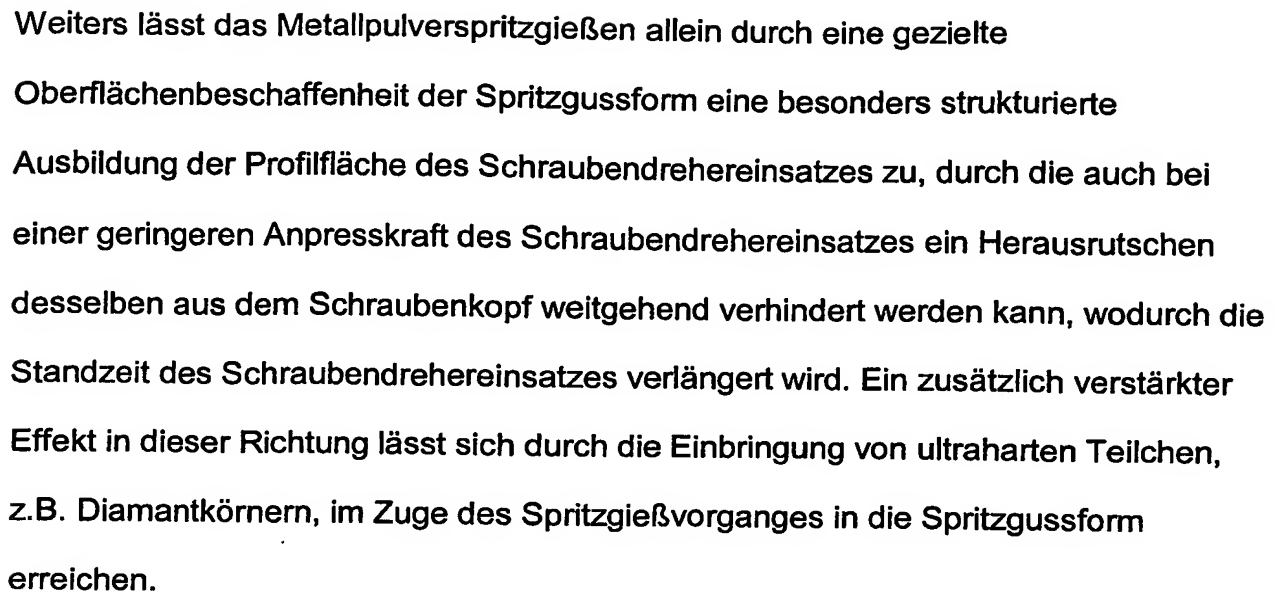 Weiters lässt das Metallpulverspritzgießen allein durch eine gezielte
Oberflächenbeschaffenheit der Spritzgussform eine besonders strukturierte
Ausbildung der Profilfläche des Schraubendrehereinsatzes zu, durch die auch bei
einer geringeren Anpresskraft des Schraubendrehereinsatzes ein Herausrutschen
desselben aus dem Schraubenkopf weitgehend verhindert werden kann, wodurch die
Standzeit des Schraubendrehereinsatzes verlängert wird. Ein zusätzlich verstärkter
Effekt in dieser Richtung lässt sich durch die Einbringung von ultraharten Teilchen,
z.B. Diamantkörnern, im Zuge des Spritzgießvorganges in die Spritzgussform
erreichen.